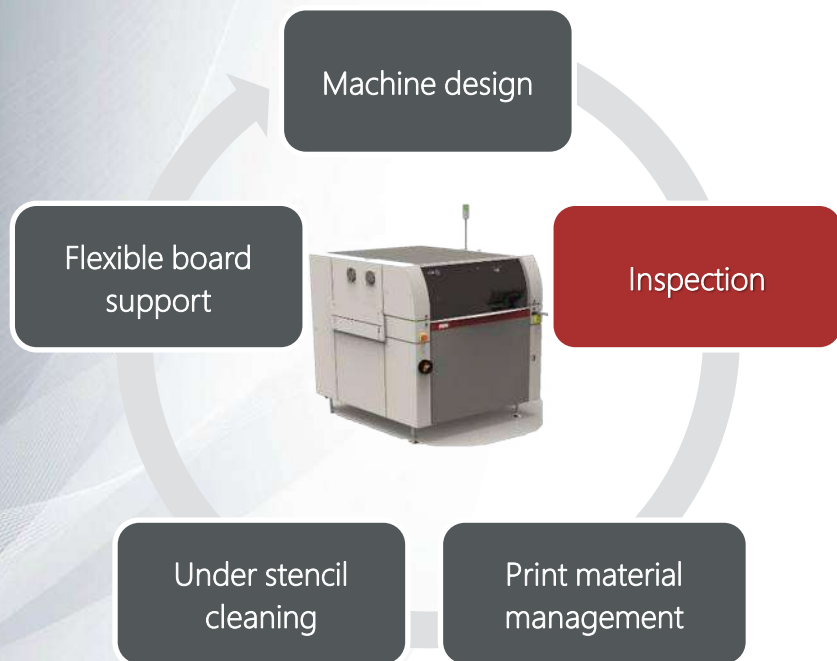 Machine design
Inspection
Print material
management
Under stencil
cleaning
Flexible board
support